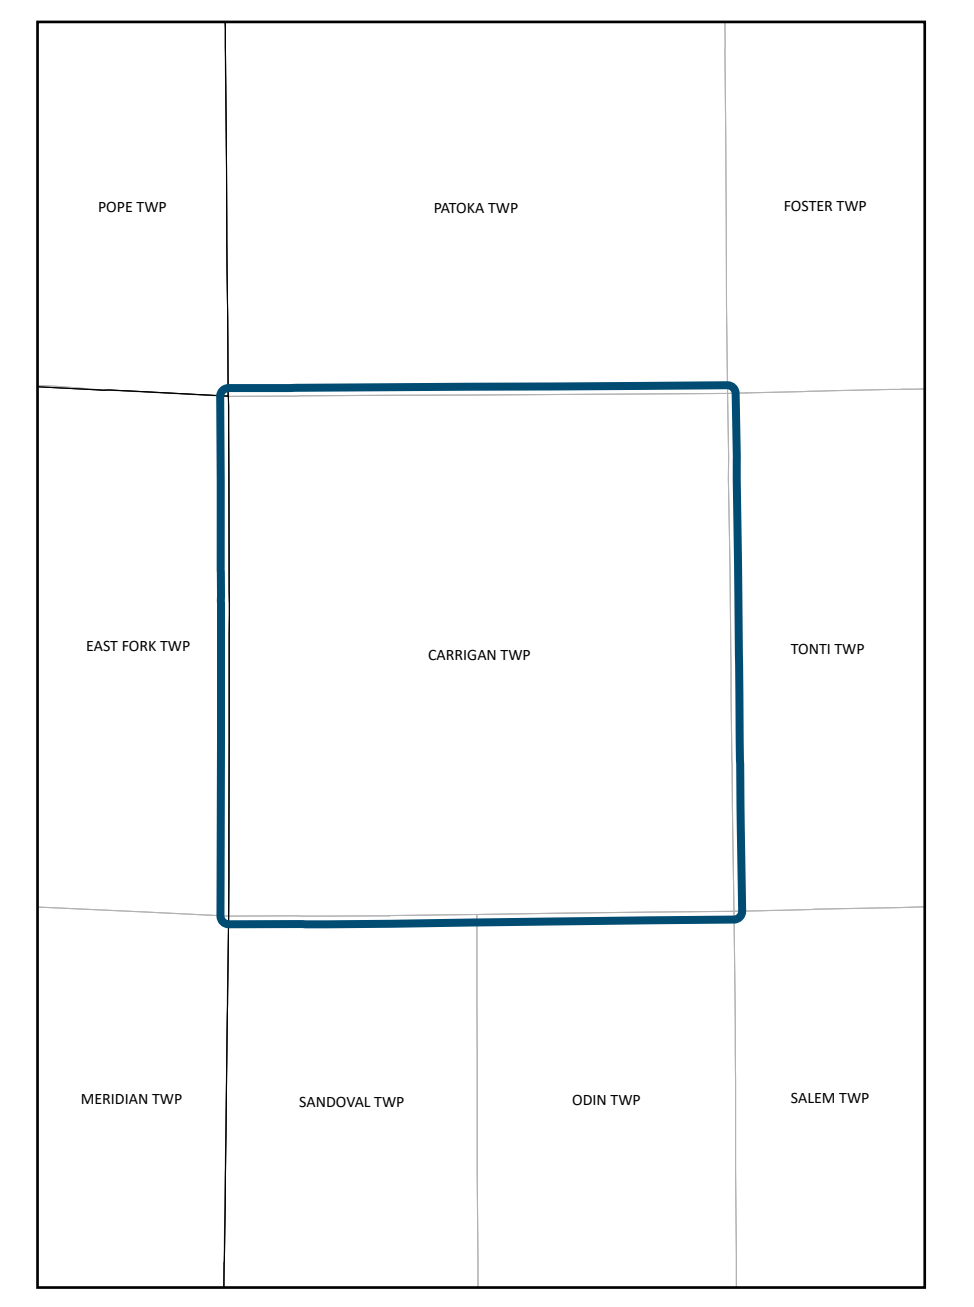 POPE TWP
PATOKA TWP
FOSTER TWP
EAST FORK TWP
CARRIGAN TWP
TONTI TWP
MERIDIAN TWP
SANDOVAL TWP
ODIN TWP
SALEM TWP